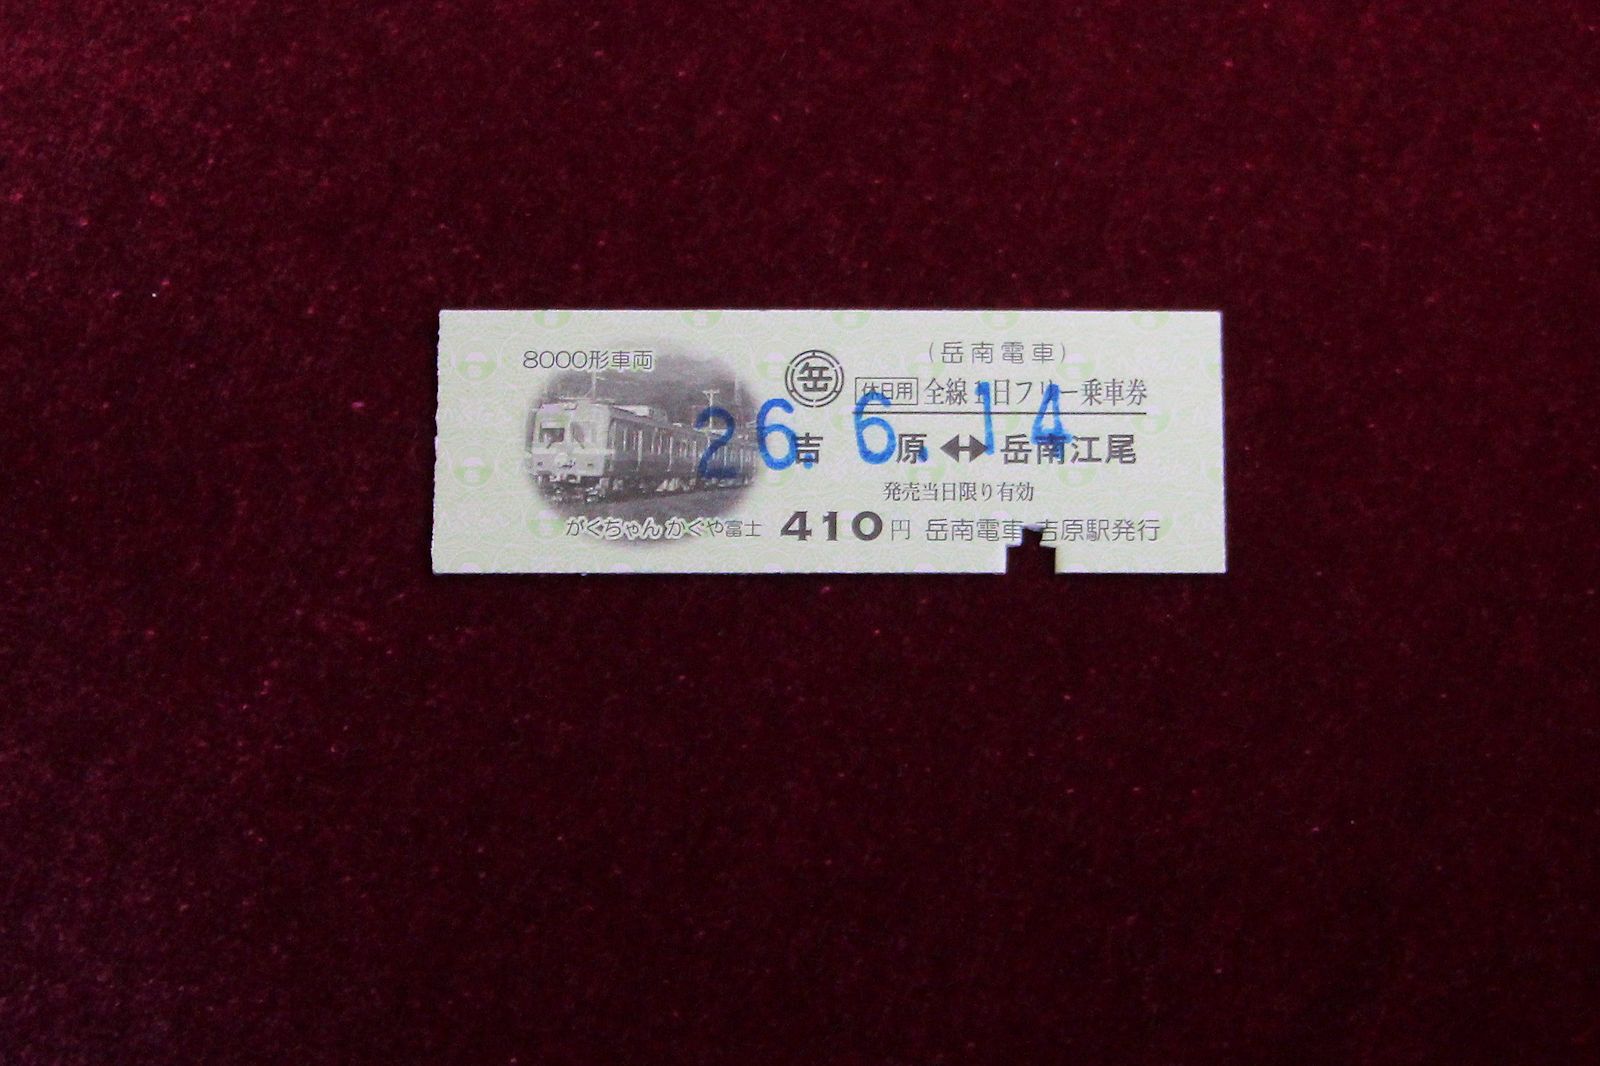 8000形車両
がくちゃん かぐや富士
岳
(岳南電車)
休日用 全線1日フリー乗車券
26. 6. 14
吉原 ↔ 岳南江尾
発売当日限り有効
410円 岳南電車 吉原駅発行